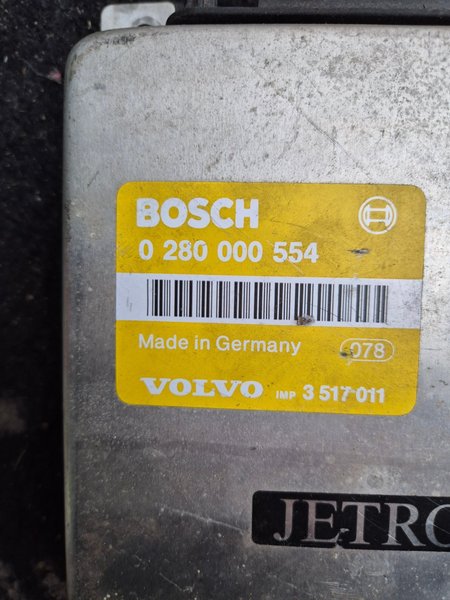 BOSCH
0 280 000 554
Made in Germany 078
VOLVO IMP 3 517 011
JETRO